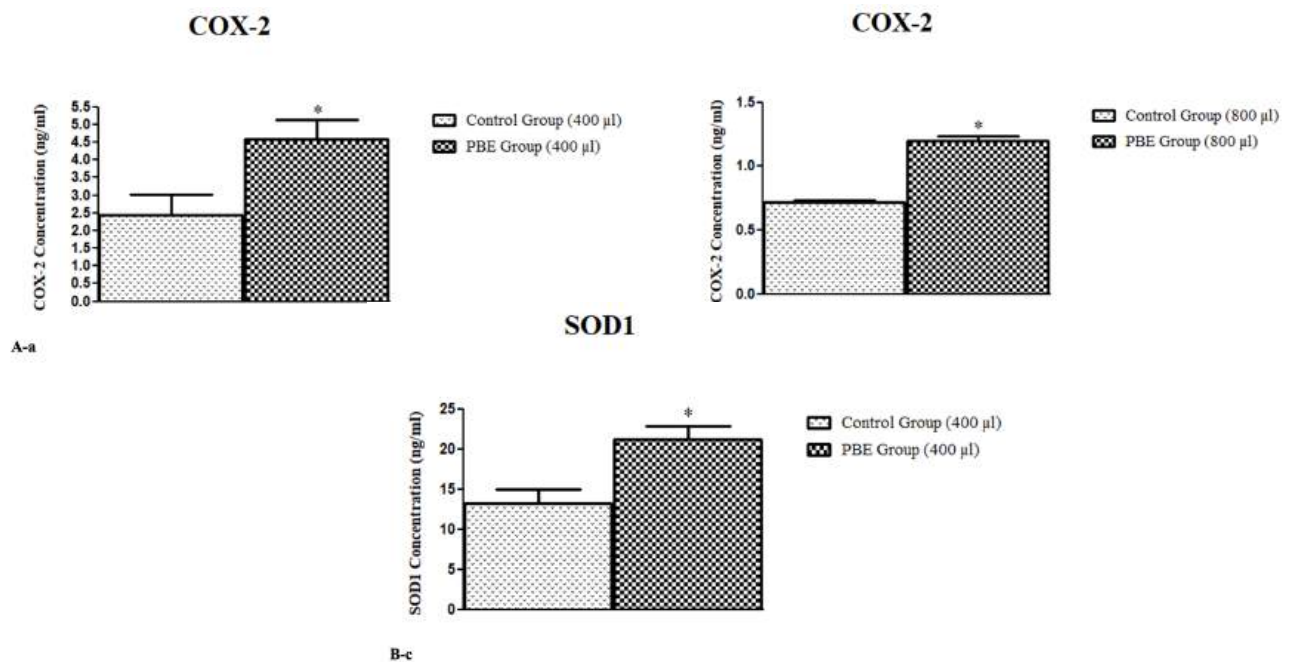 COX-2
COX-2 Concentration (ng/ml)
5.5
5.0
4.5
4.0
3.5
3.0
2.5
2.0
1.5
1.0
0.5
0.0
*
Control Group (400 µl)
PBE Group (400 µl)
A-a
COX-2
COX-2 Concentration (ng/ml)
1.5
1.0
0.5
0.0
*
Control Group (800 µl)
PBE Group (800 µl)
SOD1
SOD1 Concentration (ng/ml)
25
20
15
10
5
0
*
Control Group (400 µl)
PBE Group (400 µl)
B-c